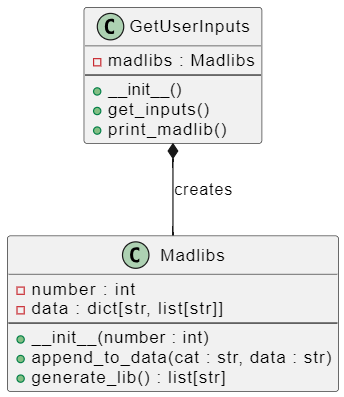 C GetUserInputs
madlibs : Madlibs
__init__()
get_inputs()
print_madlib()
creates
C Madlibs
number : int
data : dict[str, list[str]]
__init__(number : int)
append_to_data(cat : str, data : str)
generate_lib() : list[str]